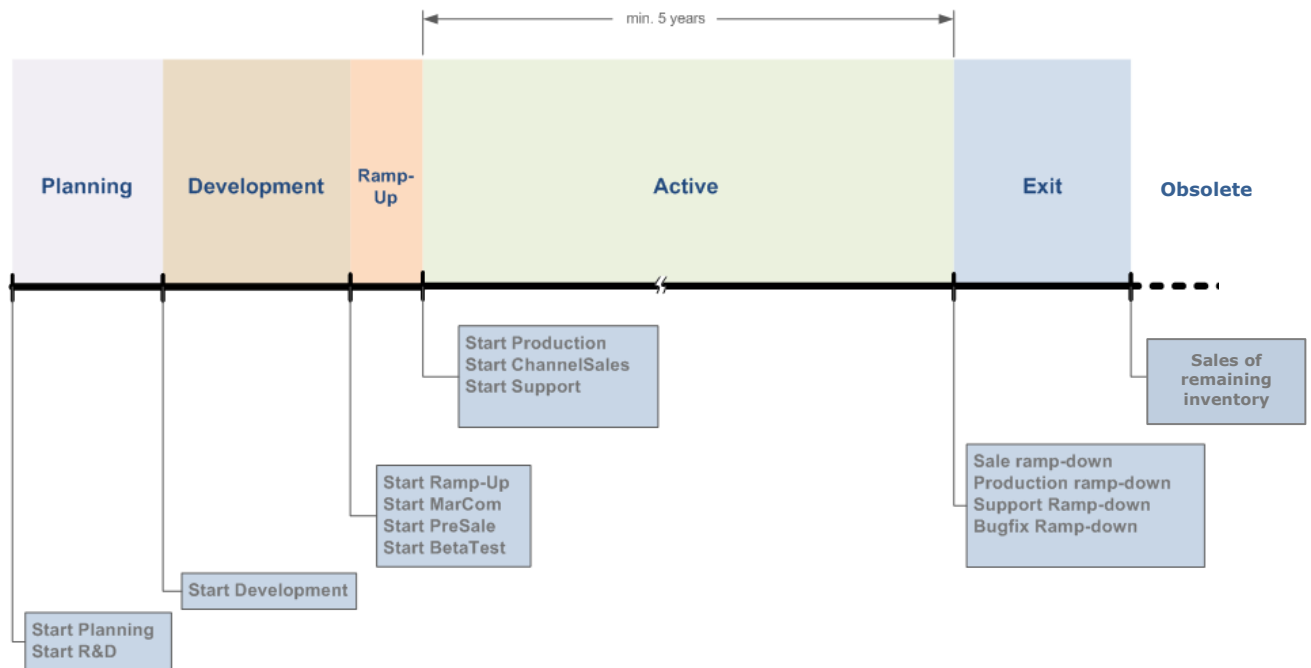 min. 5 years
Planning
Development
Ramp-
Up
Active
Exit
Obsolete
Start Production
Start ChannelSales
Start Support
Sales of
remaining
inventory
Sale ramp-down
Production ramp-down
Support Ramp-down
Bugfix Ramp-down
Start Ramp-Up
Start MarCom
Start PreSale
Start BetaTest
Start Development
Start Planning
Start R&D